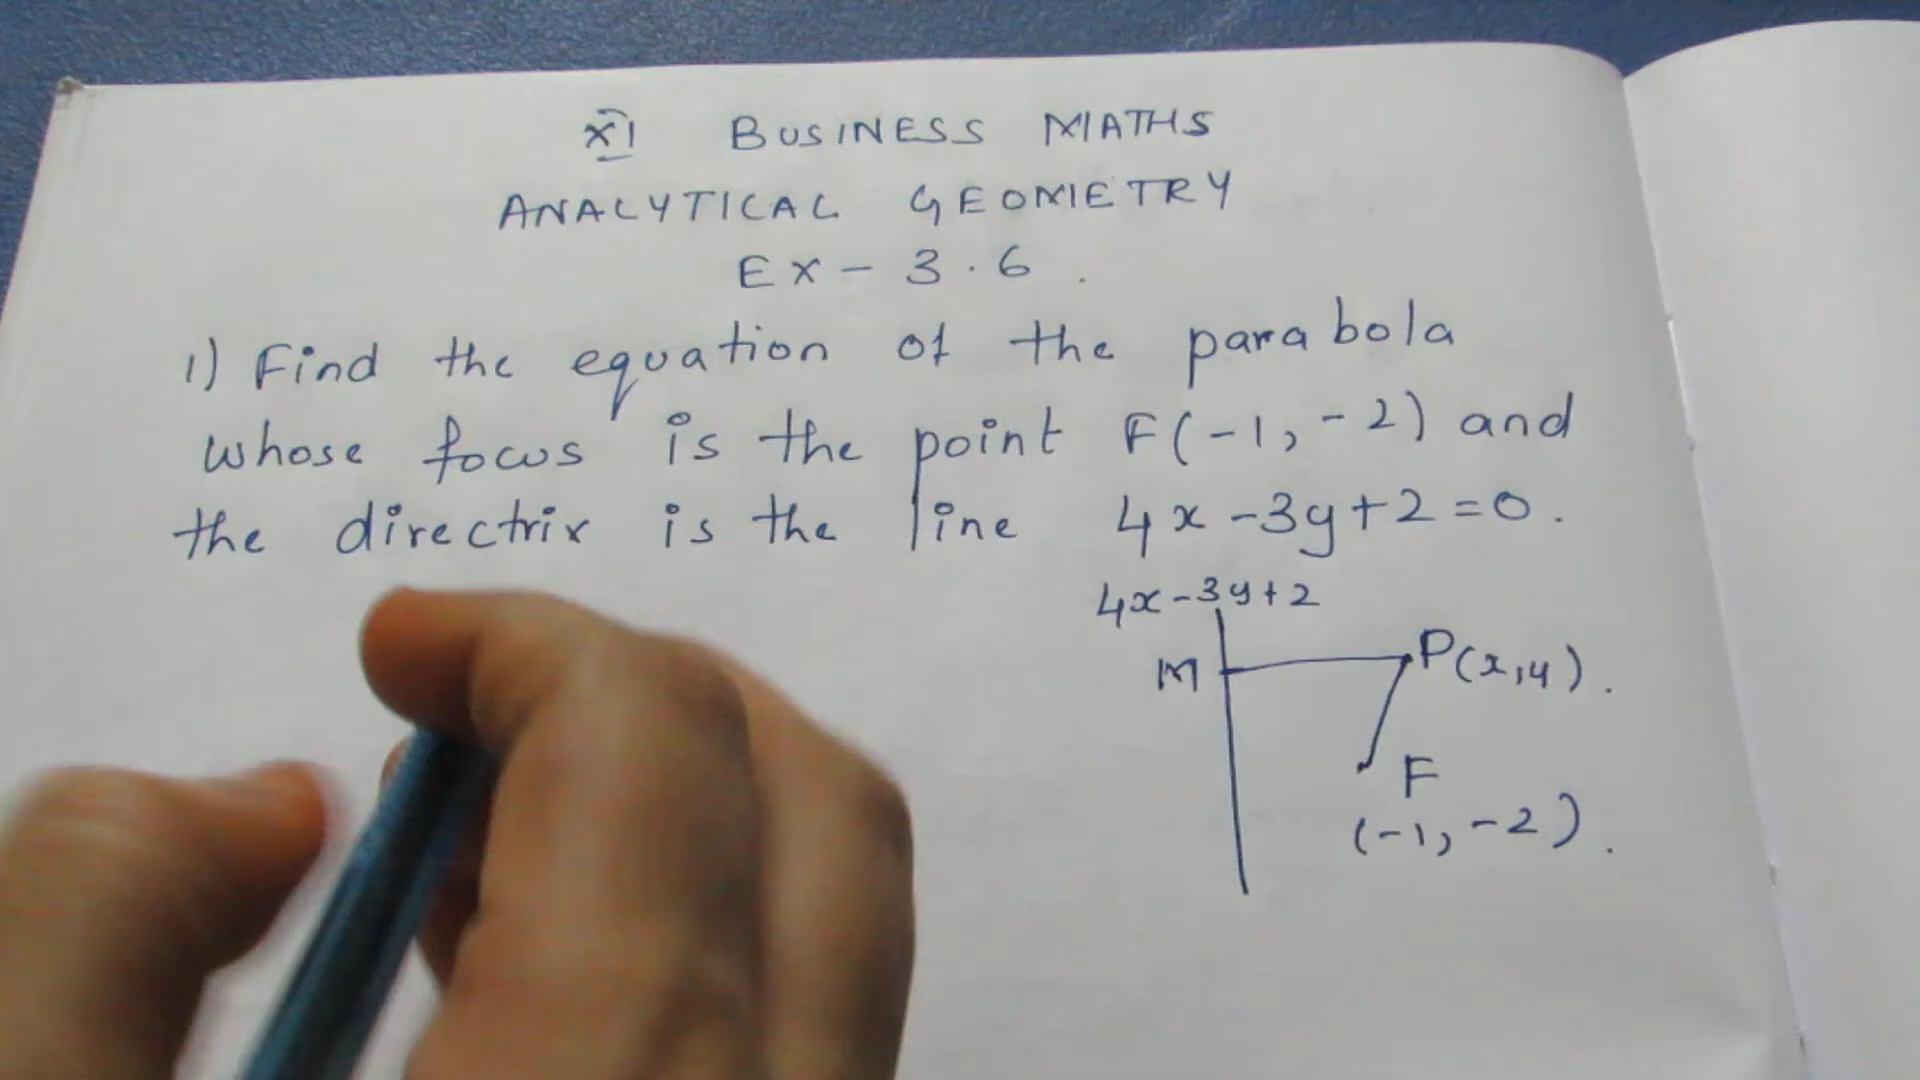 XI BUSINESS MATHS
ANALYTICAL GEOMETRY
Ex - 3.6.
1) Find the equation of the parabola
whose focus is the point F(-1, -2) and
the directrix is the line 4x -3y+2=0.
4x-3y+2
M
P(x,y).
F
(-1, -2).